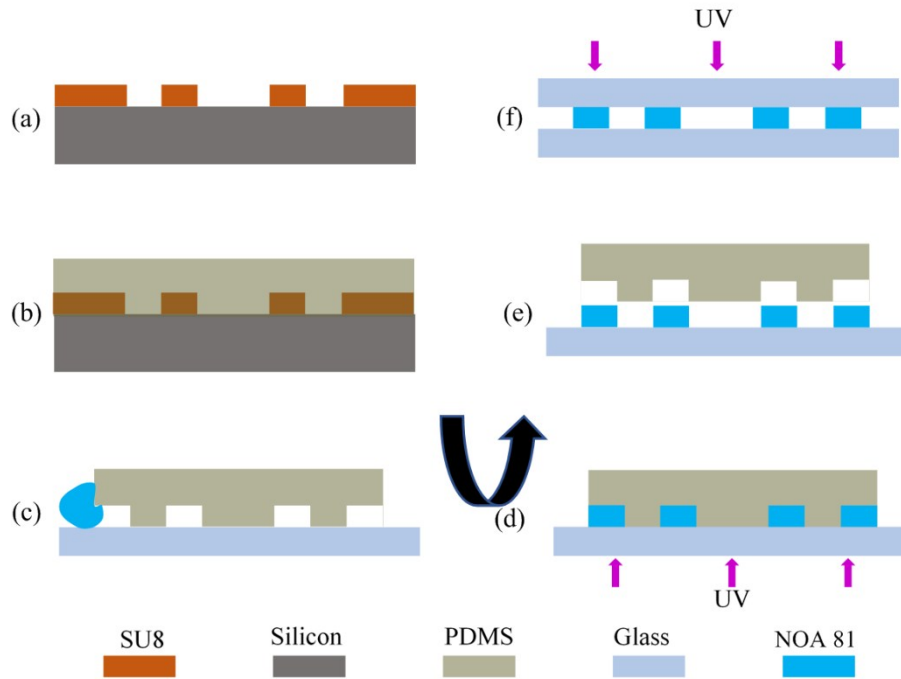 (a)
(b)
(c)
UV
(f)
(e)
(d)
UV
SU8 Silicon PDMS Glass NOA 81